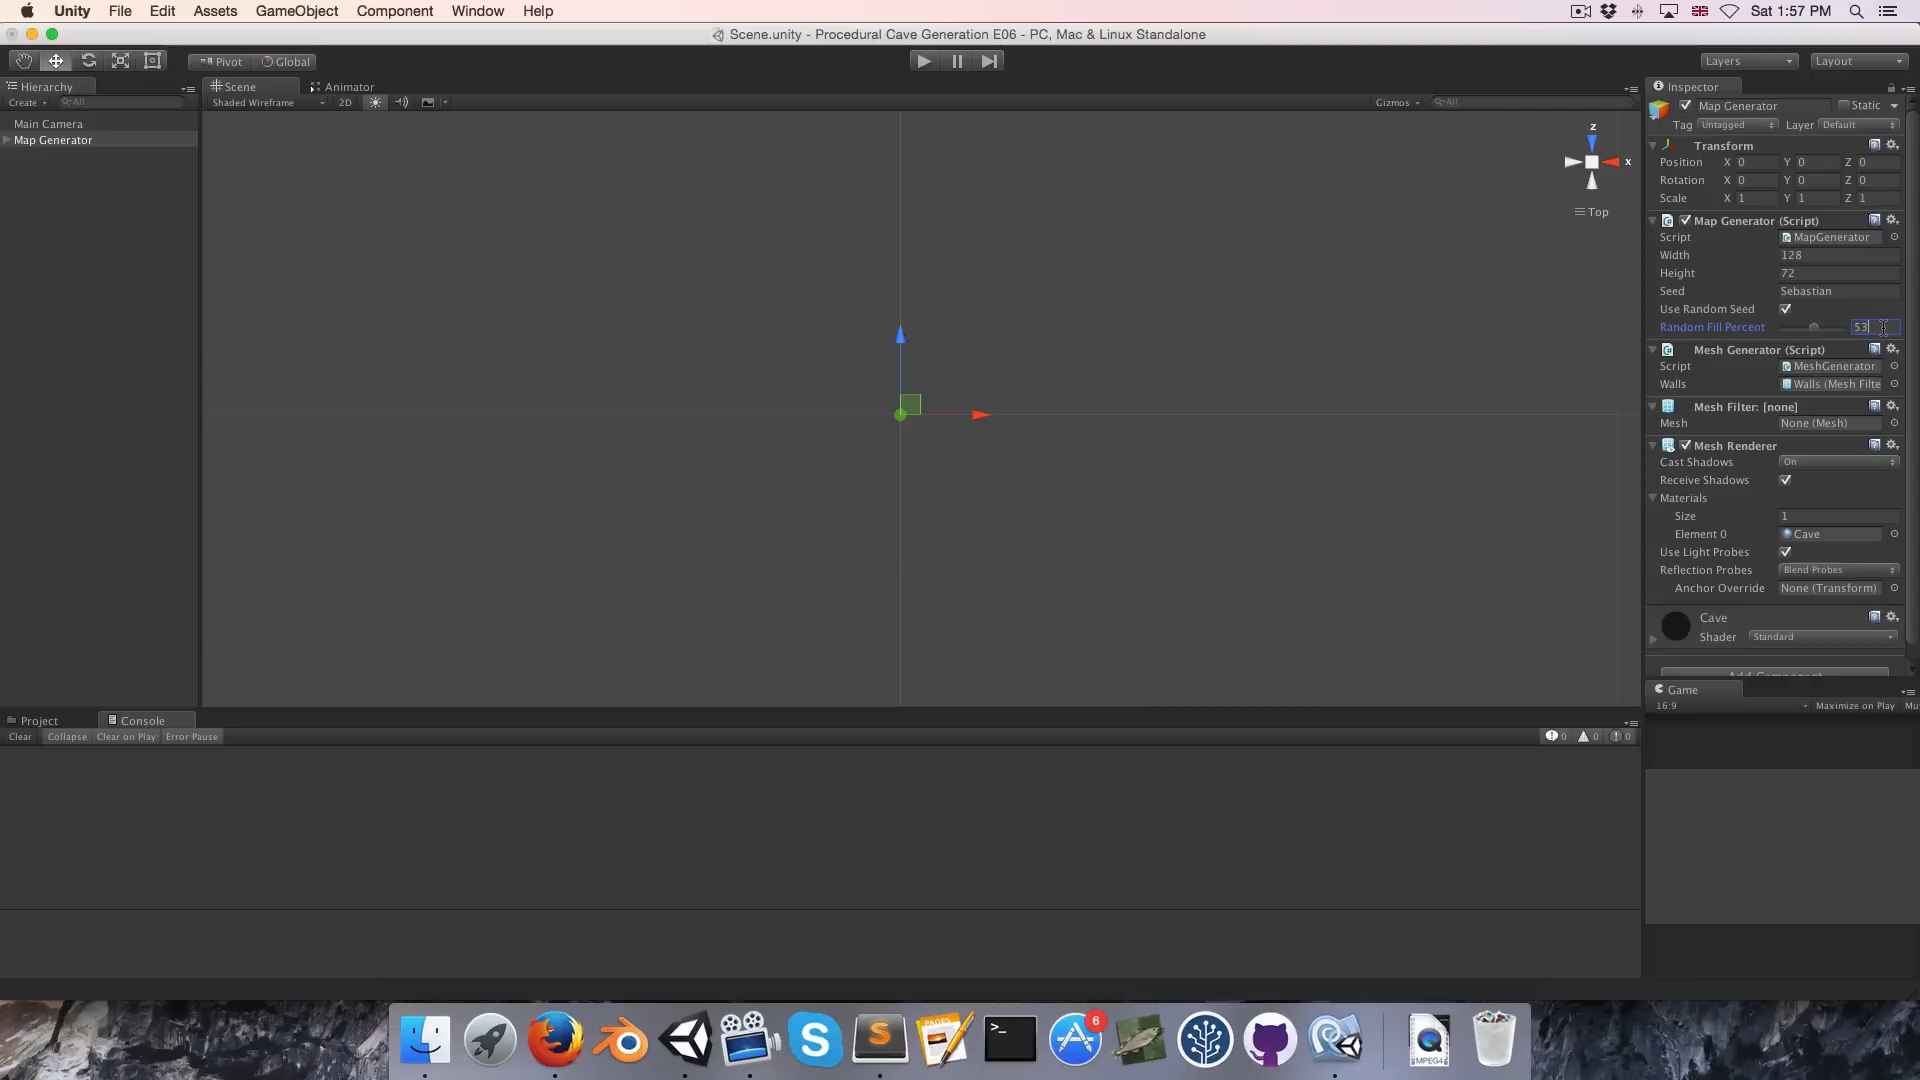 Unity File Edit Assets GameObject Component Window Help Sat 1:57 PM
Scene.unity - Procedural Cave Generation E06 - PC, Mac & Linux Standalone
Pivot Global Layers Layout
Hierarchy Scene Animator Inspector
Create All Shaded Wireframe 2D Gizmos All
Map Generator Static
Tag Untagged Layer Default
Main Camera
Map Generator
z
x
Top
Transform
Position X 0 Y 0 Z 0
Rotation X 0 Y 0 Z 0
Scale X 1 Y 1 Z 1
Map Generator (Script)
Script MapGenerator
Width 128
Height 72
Seed Sebastian
Use Random Seed
Random Fill Percent 53
Mesh Generator (Script)
Script MeshGenerator
Walls Walls (Mesh Filte
Mesh Filter: [none]
Mesh None (Mesh)
Mesh Renderer
Cast Shadows On
Receive Shadows
Materials
Size 1
Element 0 Cave
Use Light Probes
Reflection Probes Blend Probes
Anchor Override None (Transform)
Cave
Shader Standard
Add Component
Game
16:9 Maximize on Play Mu
Project Console
Clear Collapse Clear on Play Error Pause 0 0 0
6
S
S
PAGES
>_
Q
MPEG4